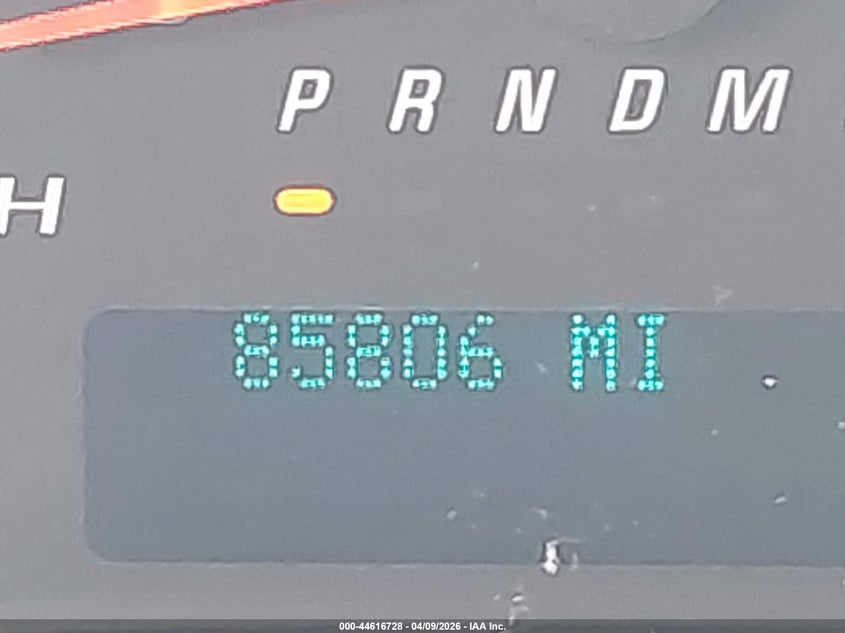 P R N D M
H
85806 MI
000-44616728 - 04/09/2026 - IAA Inc.